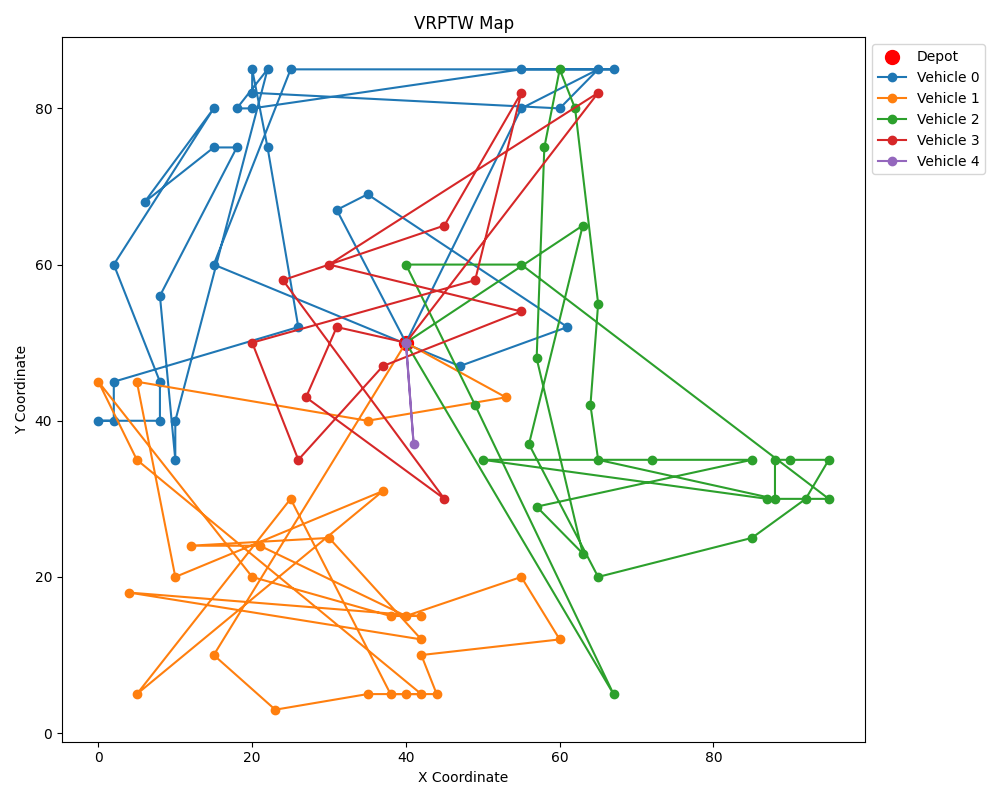 VRPTW Map
Depot
Vehicle 0
Vehicle 1
Vehicle 2
Vehicle 3
Vehicle 4
80
60
40
20
0
Y Coordinate
0 20 40 60 80
X Coordinate